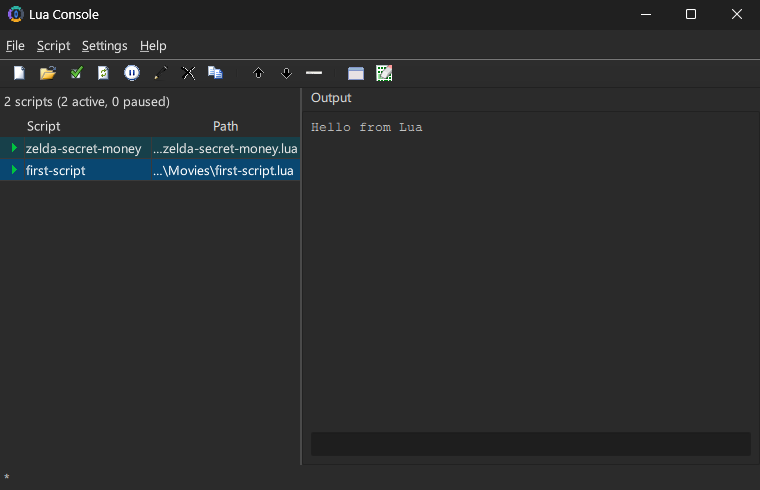 Lua Console
File Script Settings Help
2 scripts (2 active, 0 paused)
Output
Script Path
Hello from Lua
zelda-secret-money ...zelda-secret-money.lua
first-script ...\Movies\first-script.lua
*